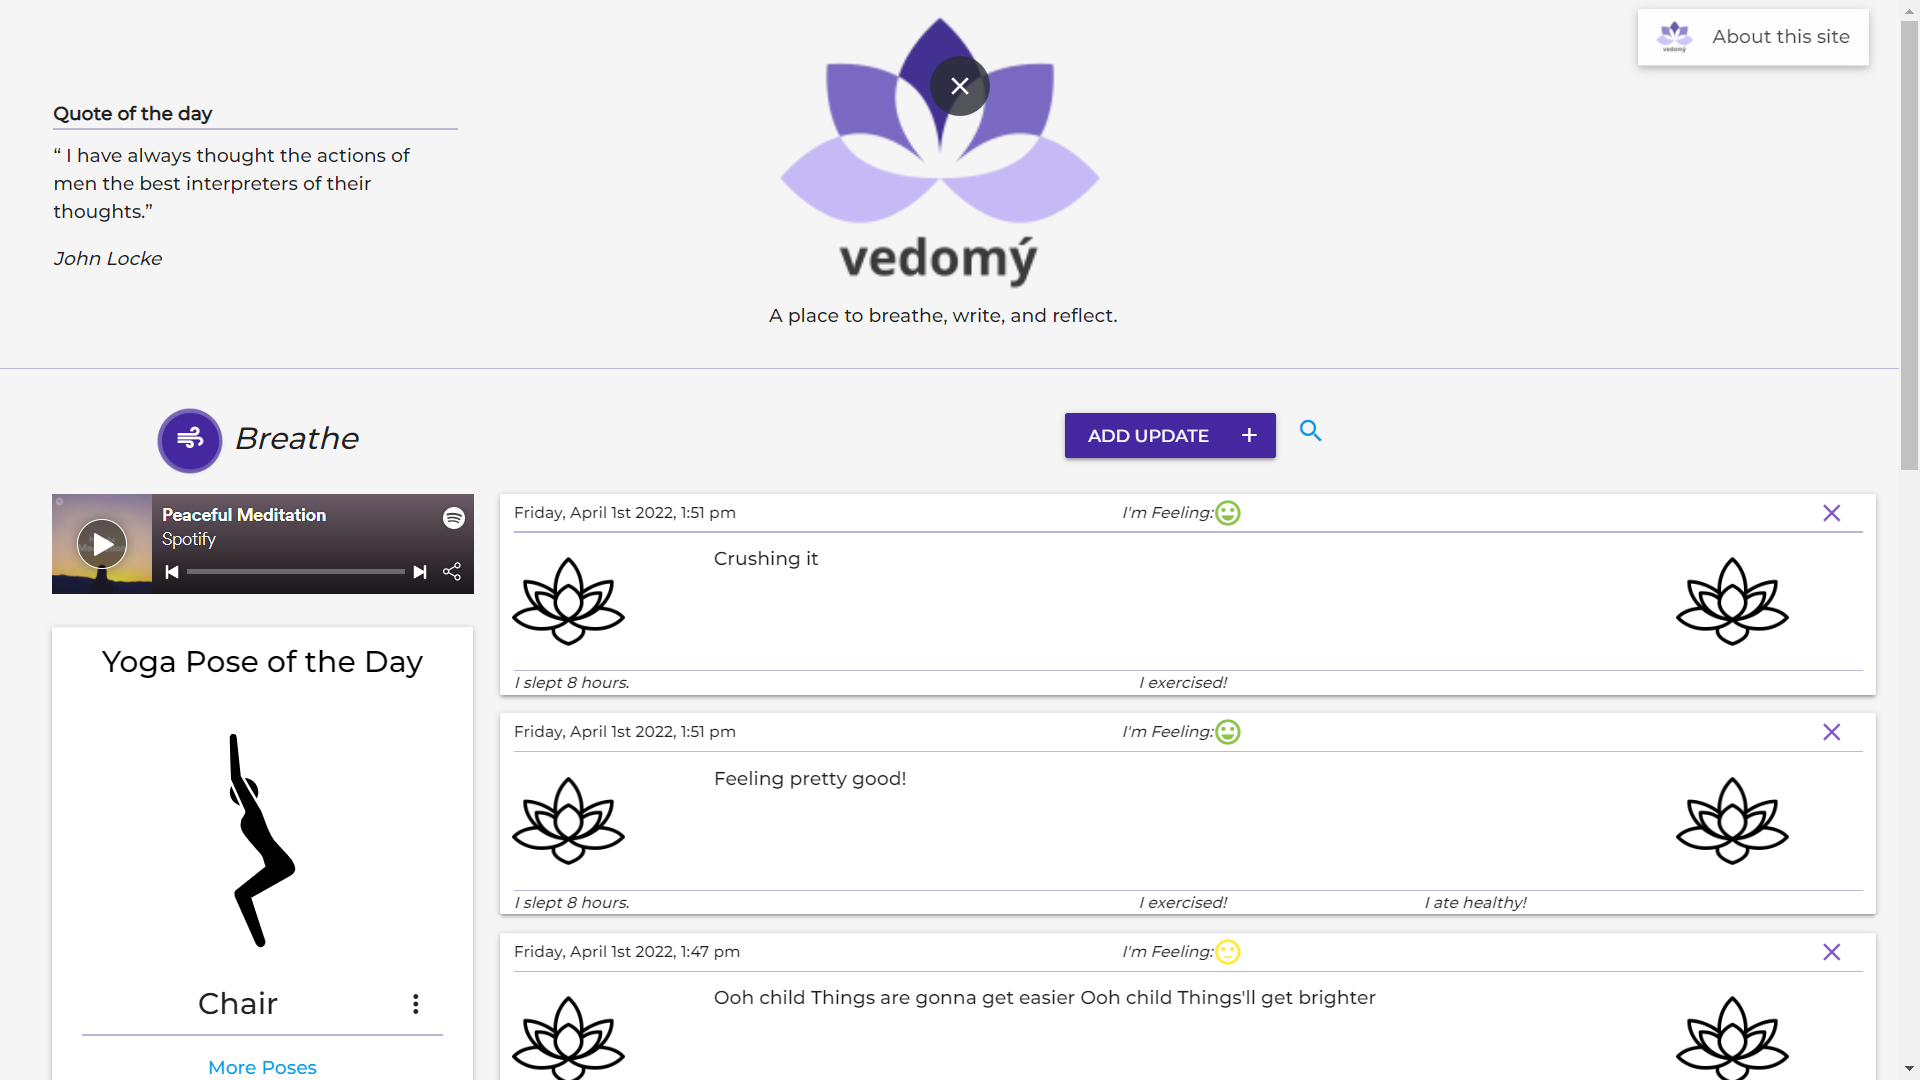 vedomý
About this site
Quote of the day
“ I have always thought the actions of
men the best interpreters of their
thoughts.”
John Locke
vedomý
A place to breathe, write, and reflect.
Breathe
ADD UPDATE +
Peaceful Meditation
Spotify
Yoga Pose of the Day
Chair
More Poses
Friday, April 1st 2022, 1:51 pm I'm Feeling:
Crushing it
I slept 8 hours. I exercised!
Friday, April 1st 2022, 1:51 pm I'm Feeling:
Feeling pretty good!
I slept 8 hours. I exercised! I ate healthy!
Friday, April 1st 2022, 1:47 pm I'm Feeling:
Ooh child Things are gonna get easier Ooh child Things'll get brighter